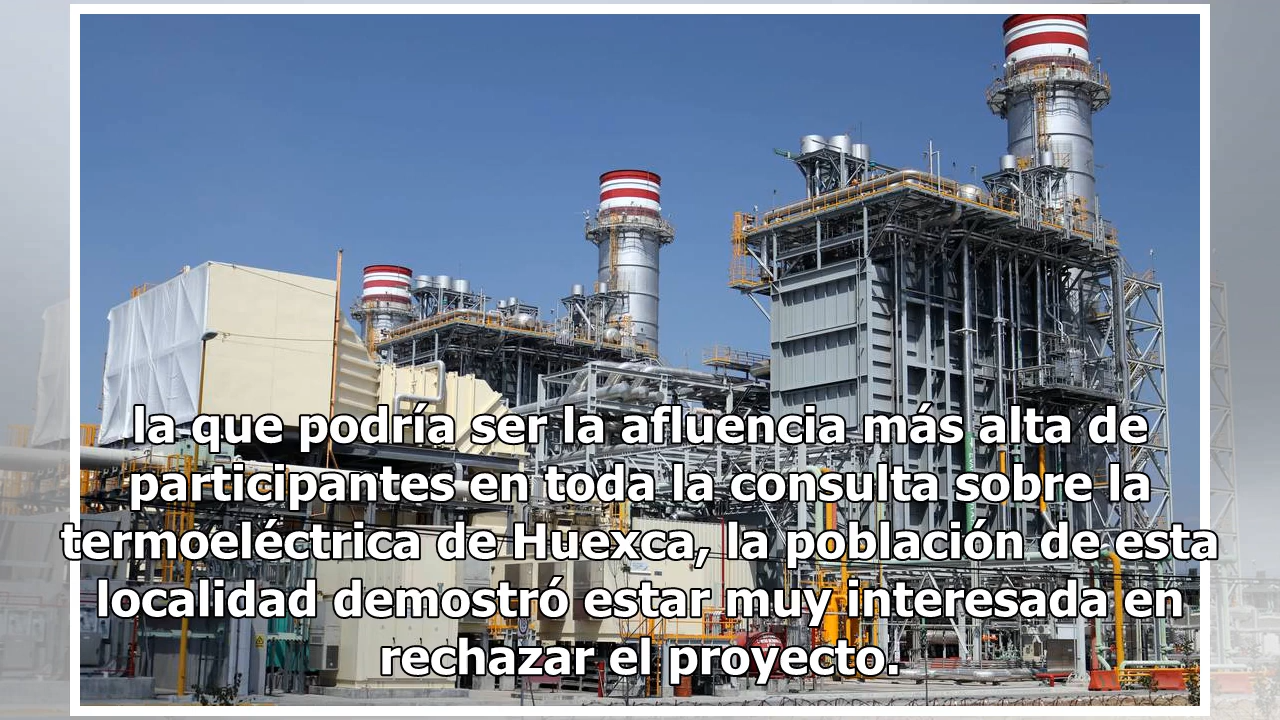 la que podría ser la afluencia más alta de
participantes en toda la consulta sobre la
termoeléctrica de Huexca, la población de esta
localidad demostró estar muy interesada en
rechazar el proyecto.